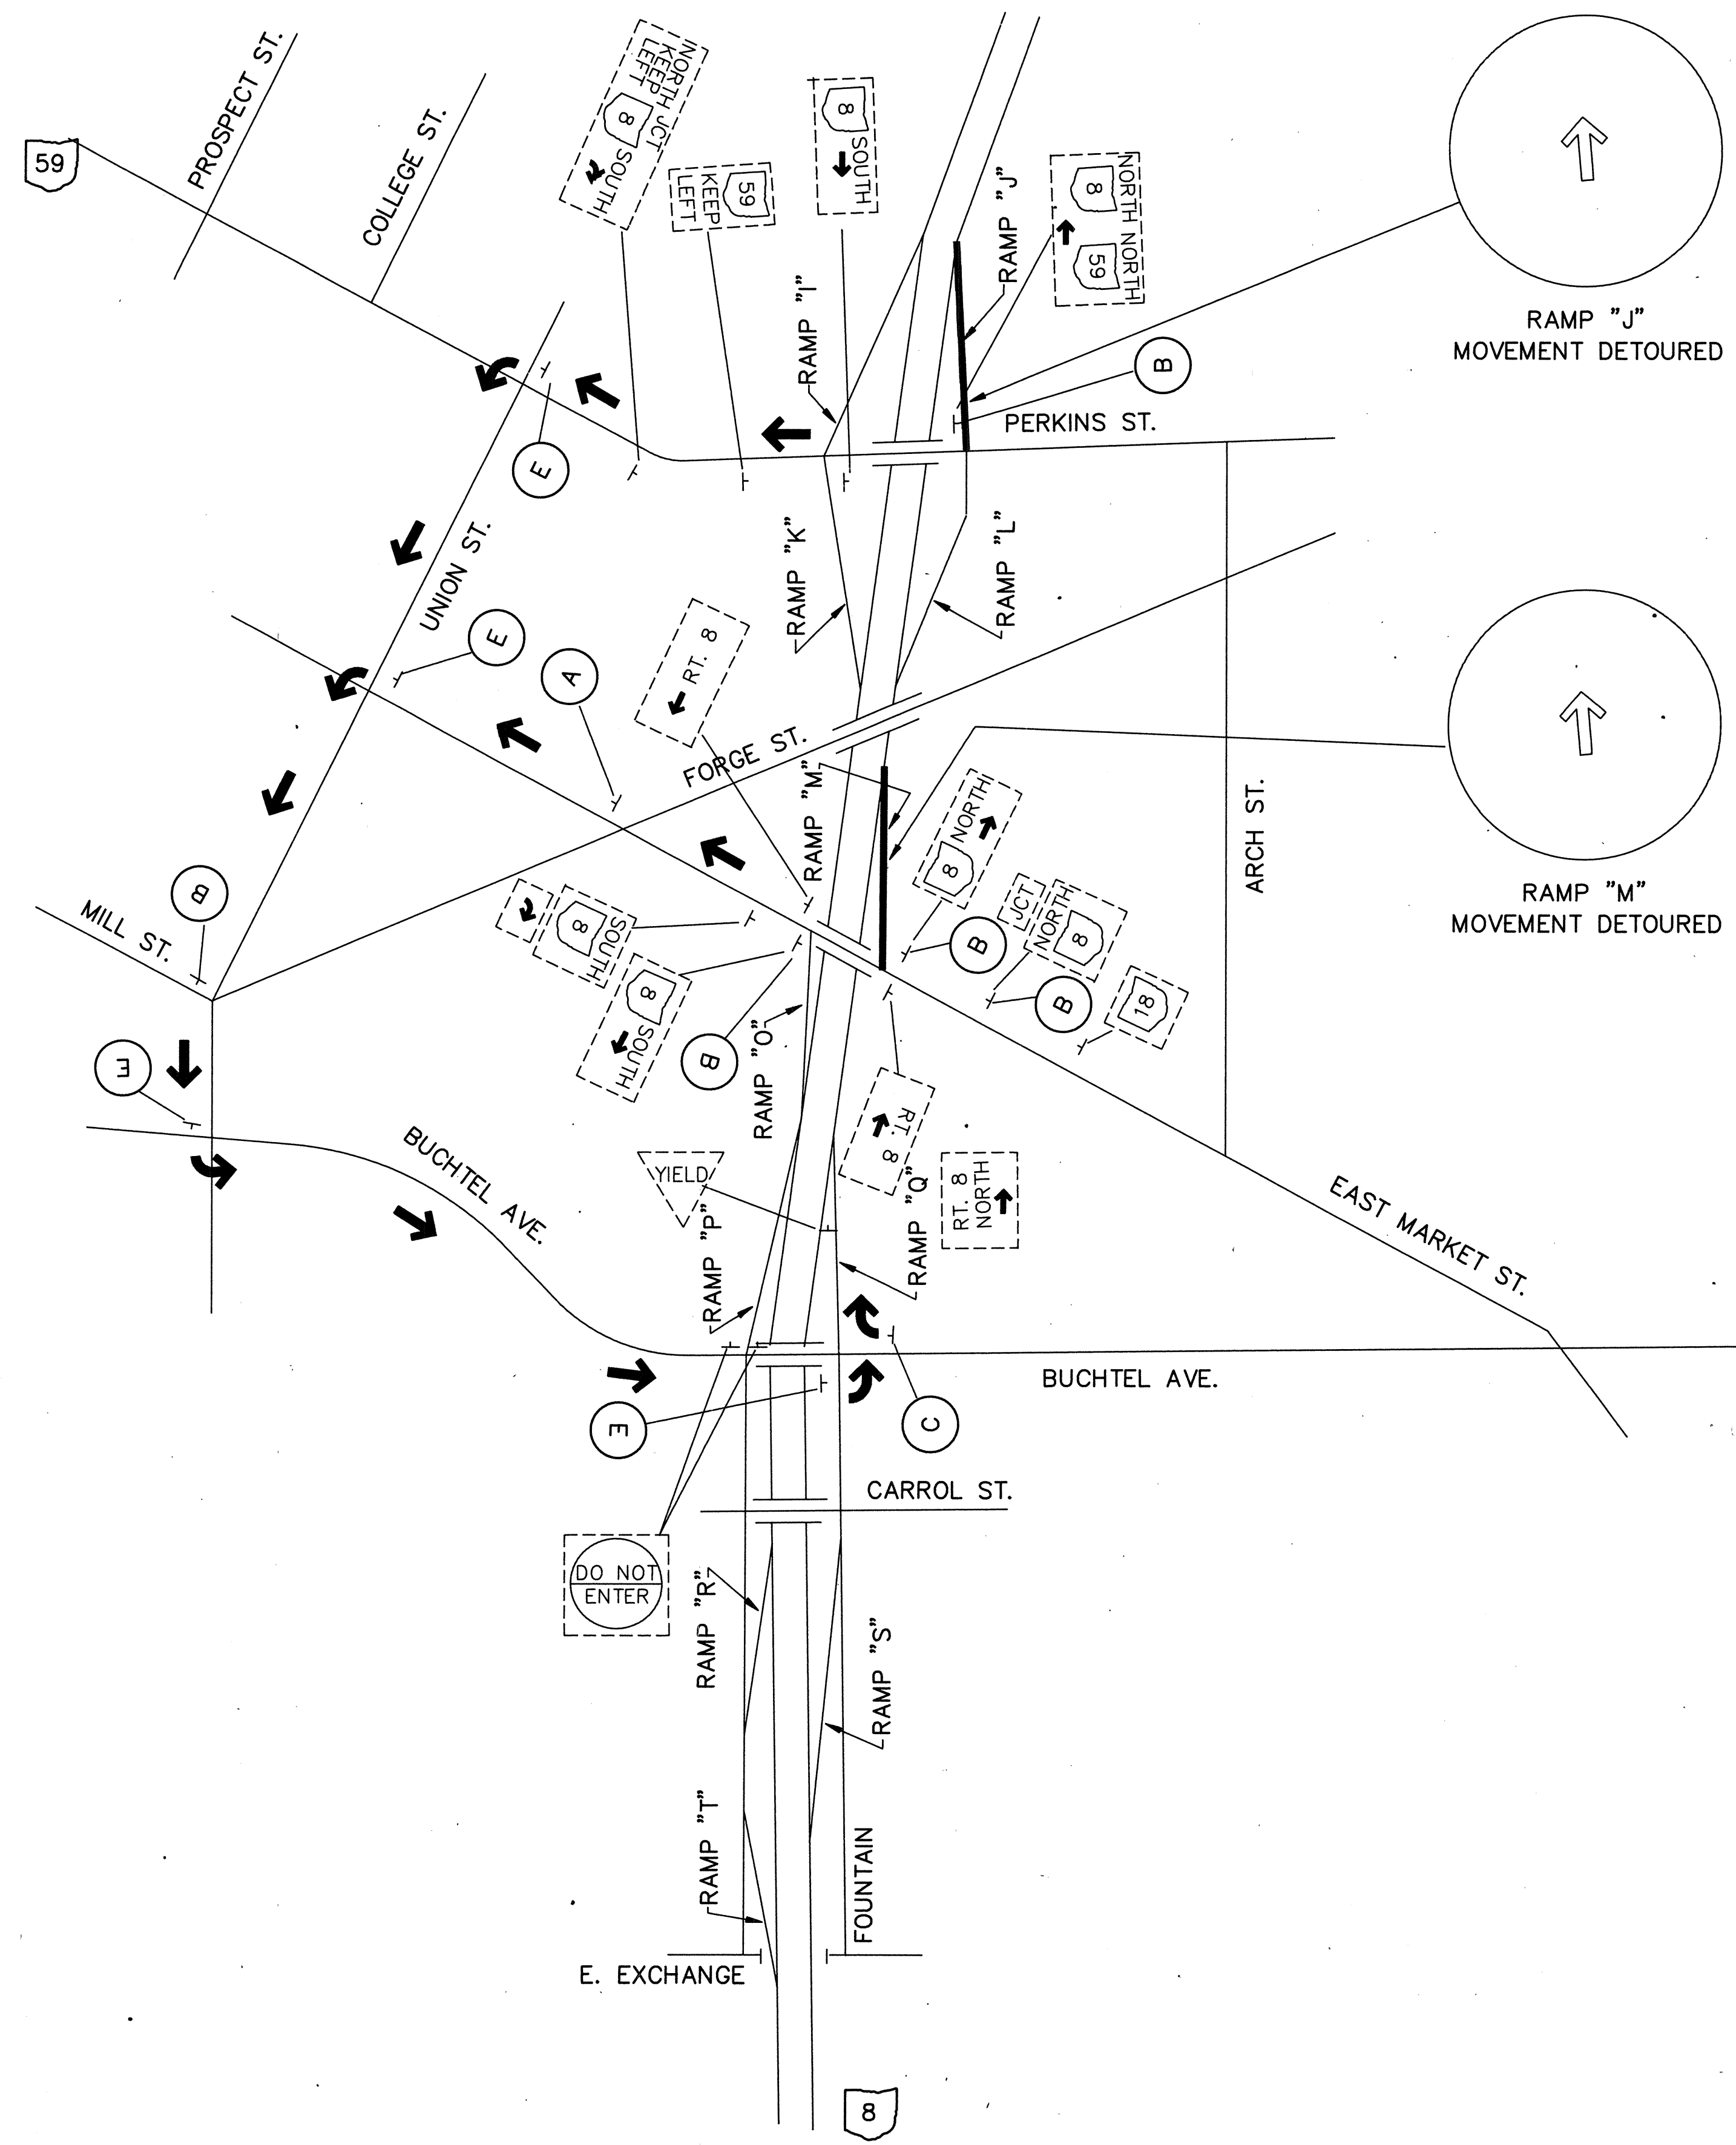 PROSPECT ST.
59
COLLEGE ST.
NORTH JCT
KEEP
LEFT
8
SOUTH
59
KEEP
LEFT
8
SOUTH
RAMP "J"
NORTH NORTH
8
59
RAMP "J"
MOVEMENT DETOURED
RAMP "I"
B
PERKINS ST.
E
UNION ST.
RAMP "K"
RAMP "L"
E
A
RT. 8
FORGE ST.
RAMP "M"
NORTH
8
ARCH ST.
RAMP "M"
MOVEMENT DETOURED
B
MILL ST.
8
SOUTH
8
SOUTH
B
RAMP "O"
B
JCT
NORTH
8
B
18
E
BUCHTEL AVE.
YIELD
RAMP "P"
RT. 8
RAMP "Q"
RT. 8
NORTH
EAST MARKET ST.
BUCHTEL AVE.
E
C
CARROL ST.
DO NOT
ENTER
RAMP "R"
RAMP "S"
RAMP "T"
FOUNTAIN
E. EXCHANGE
8